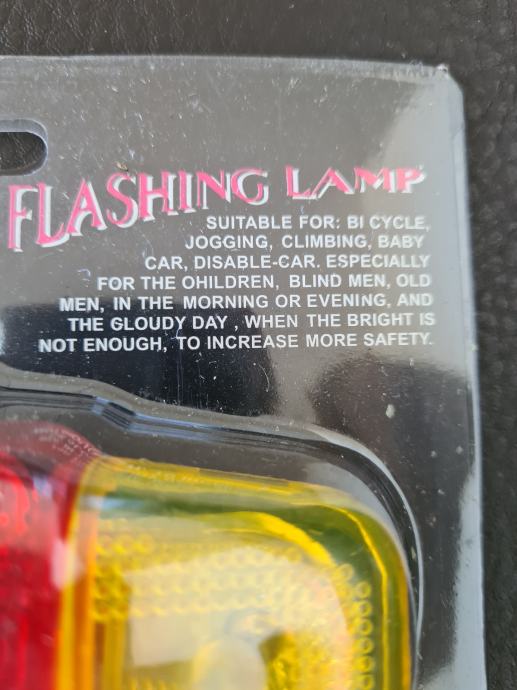 FLASHING LAMP
SUITABLE FOR: BI CYCLE,
JOGGING, CLIMBING, BABY
CAR, DISABLE-CAR. ESPECIALLY
FOR THE OHILDREN, BLIND MEN, OLD
MEN, IN THE MORNING OR EVENING, AND
THE GLOUDY DAY , WHEN THE BRIGHT IS
NOT ENOUGH, TO INCREASE MORE SAFETY.